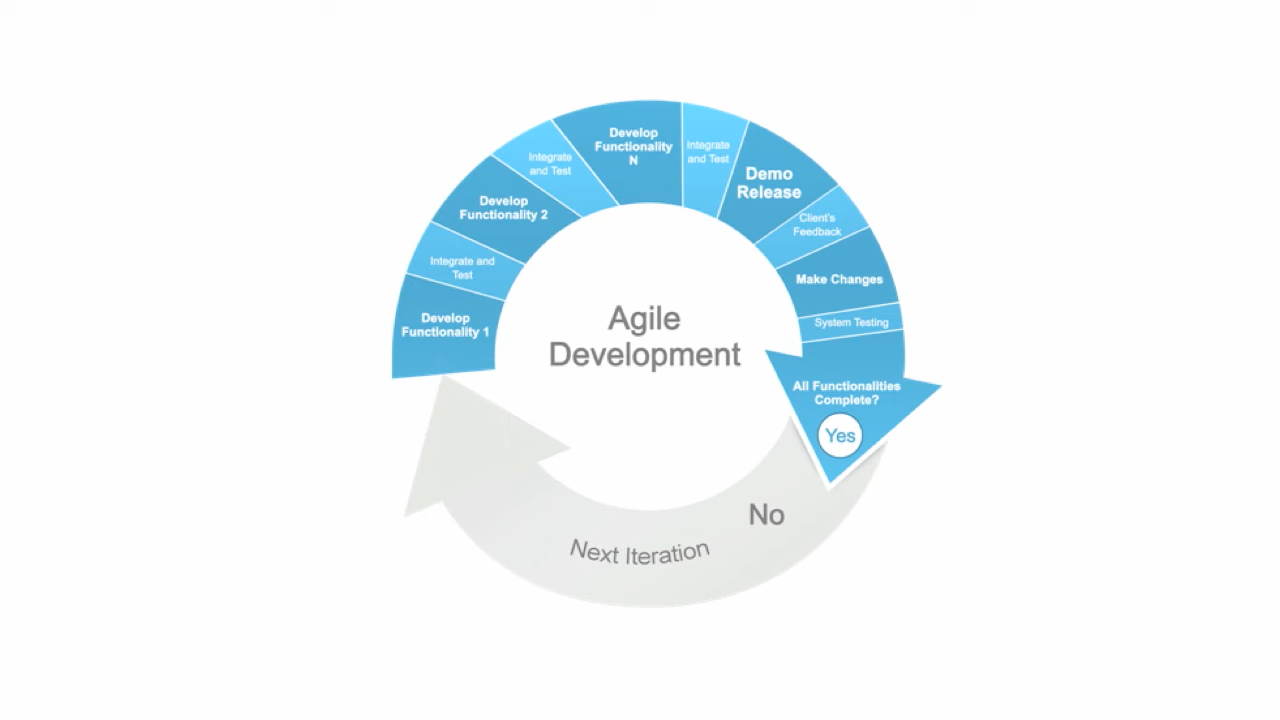 Develop
Functionality 1
Integrate and
Test
Develop
Functionality 2
Integrate
and Test
Develop
Functionality
N
Integrate
and Test
Demo
Release
Client's
Feedback
Make Changes
System Testing
All Functionalities
Complete?
Yes
No
Next Iteration
Agile
Development